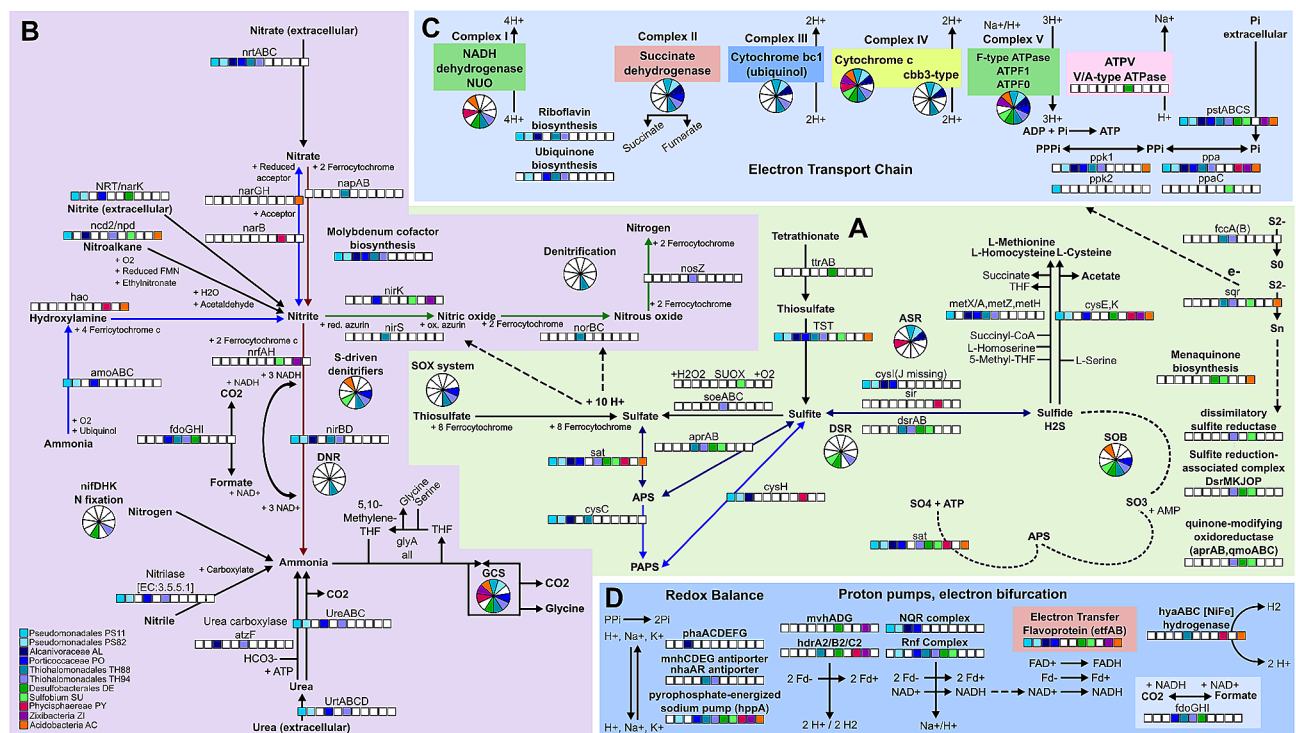 B
Nitrate (extracellular)
nrtABC
Nitrate
+ Reduced
acceptor
+ 2 Ferrocytochrome
napAB
narGH
+ Acceptor
narB
NRT/narK
Nitrite (extracellular)
ncd2/npd
Nitroalkane
+ O2
+ Reduced FMN
+ Ethylnitronate
+ H2O
+ Acetaldehyde
hao
Hydroxylamine
+ 4 Ferrocytochrome c
amoABC
+ O2
+ Ubiquinol
Ammonia
Molybdenum cofactor
biosynthesis
Denitrification
Nitrogen
+ 2 Ferrocytochrome
nosZ
+ 2 Ferrocytochrome
Nitrous oxide
nirK
Nitrite
Nitric oxide
+ red. azurin
+ ox. azurin
+ 2 Ferrocytochrome
nirS
norBC
+ 2 Ferrocytochrome c
nrfAH
+ 3 NADH
+ NADH
CO2
S-driven
denitrifiers
fdoGHI
nirBD
Formate
+ NAD+
DNR
+ 3 NAD+
nifDHK
N fixation
Nitrogen
+ Carboxylate
Nitrilase
[EC:3.5.5.1]
Nitrile
Ammonia
5,10-
Methylene-
THF
Glycine
Serine
THF
glyA
all
GCS
CO2
Glycine
CO2
UreABC
Urea carboxylase
atzF
HCO3-
+ ATP
Urea
UrtABCD
Urea (extracellular)
Pseudomonadales PS11
Pseudomonadales PS82
Alcanivoraceae AL
Porticoccaceae PO
Thiohalomonadales TH88
Thiohalomonadales TH94
Desulfobacterales DE
Sulfobium SU
Phycisphaereae PY
Zixibacteria ZI
Acidobacteria AC
C
Complex I
4H+
NADH
dehydrogenase
NUO
4H+
Riboflavin
biosynthesis
Ubiquinone
biosynthesis
Complex II
Succinate
dehydrogenase
Succinate
Fumarate
Complex III
2H+
Cytochrome bc1
(ubiquinol)
2H+
Complex IV
2H+
Cytochrome c
cbb3-type
2H+
Na+/H+
3H+
Complex V
F-type ATPase
ATPF1
ATPF0
3H+
ADP + Pi
ATP
Na+
ATPV
V/A-type ATPase
H+
Pi
extracellular
pstABCS
PPPi
PPi
Pi
ppk1
ppa
ppk2
ppaC
Electron Transport Chain
A
Tetrathionate
ttrAB
Thiosulfate
TST
ASR
L-Methionine
L-Homocysteine
L-Cysteine
Succinate
THF
Acetate
metX/A,metZ,metH
cysE,K
Succinyl-CoA
L-Homoserine
5-Methyl-THF
L-Serine
fccA(B)
S2-
S0
e-
sqr
S2-
Sn
Menaquinone
biosynthesis
SOX system
+ 10 H+
Thiosulfate
+ 8 Ferrocytochrome
+ 8 Ferrocytochrome
Sulfate
+H2O2
SUOX
+O2
soeABC
Sulfite
cysI(J missing)
sir
dsrAB
Sulfide
H2S
DSR
SOB
aprAB
sat
APS
cysH
cysC
PAPS
SO4 + ATP
sat
APS
SO3
+ AMP
dissimilatory
sulfite reductase
Sulfite reduction-
associated complex
DsrMKJOP
quinone-modifying
oxidoreductase
(aprAB,qmoABC)
D
Redox Balance
PPi
2Pi
H+, Na+, K+
H+, Na+, K+
phaACDEFG
mnhCDEG antiporter
nhaAR antiporter
pyrophosphate-energized
sodium pump (hppA)
Proton pumps, electron bifurcation
mvhADG
hdrA2/B2/C2
2 Fd-
2 Fd+
2 H+ / 2 H2
NQR complex
Rnf Complex
2 Fd-
2 Fd+
NAD+
NADH
Na+/H+
Electron Transfer
Flavoprotein (etfAB)
FAD+
FADH
Fd-
Fd+
NAD+
NADH
hyaABC [NiFe]
hydrogenase
H2
2 H+
+ NADH
+ NAD+
CO2
Formate
fdoGHI